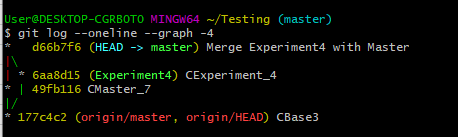 User@DESKTOP-CGRBOTO MINGW64 ~/Testing (master)
$ git log --oneline --graph -4
*   d66b7f6 (HEAD -> master) Merge Experiment4 with Master
|\
| * 6aa8d15 (Experiment4) CExperiment_4
* | 49fb116 CMaster_7
|/
* 177c4c2 (origin/master, origin/HEAD) CBase3